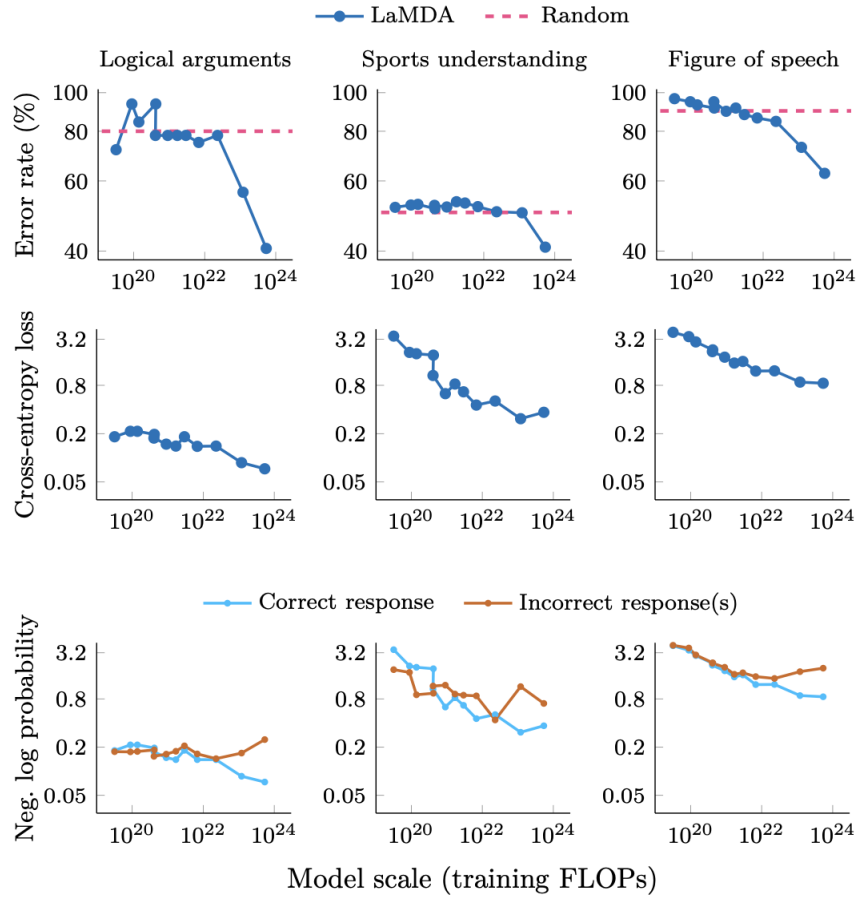 LaMDA Random
Logical arguments Sports understanding Figure of speech
Error rate (%)
100 100 100
80 80 80
60 60 60
40 40 40
10^20 10^22 10^24 10^20 10^22 10^24 10^20 10^22 10^24
Cross-entropy loss
3.2 3.2 3.2
0.8 0.8 0.8
0.2 0.2 0.2
0.05 0.05 0.05
10^20 10^22 10^24 10^20 10^22 10^24 10^20 10^22 10^24
Correct response Incorrect response(s)
Neg. log probability
3.2 3.2 3.2
0.8 0.8 0.8
0.2 0.2 0.2
0.05 0.05 0.05
10^20 10^22 10^24 10^20 10^22 10^24 10^20 10^22 10^24
Model scale (training FLOPs)